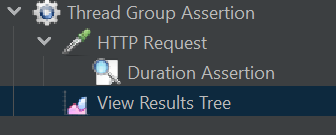 Thread Group Assertion
HTTP Request
Duration Assertion
View Results Tree